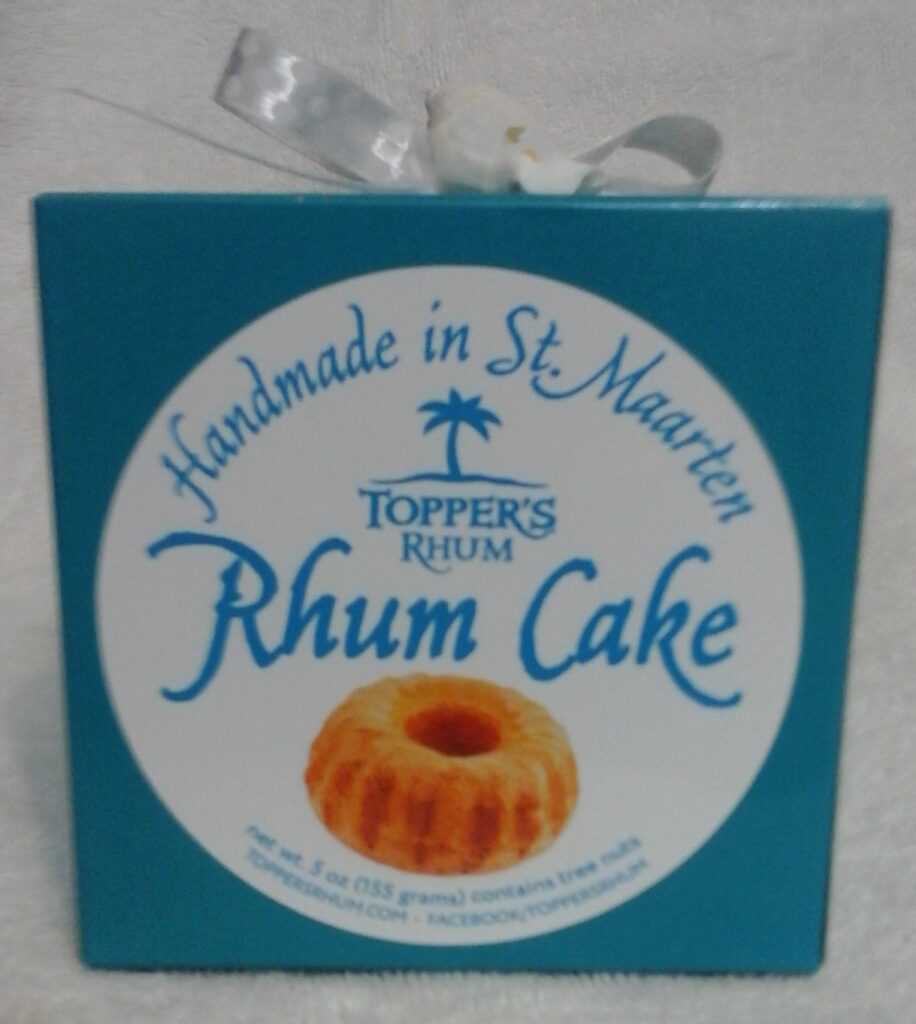 Handmade in St. Maarten
TOPPER'S
RHUM
Rhum Cake
net wt. 5 oz (155 grams) contains tree nuts
TOPPERSRHUM.COM • FACEBOOK/TOPPERSRHUM